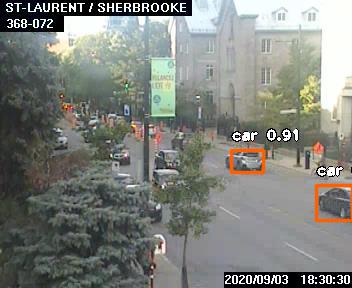 ST-LAURENT / SHERBROOKE
368-072
car 0.91
car
2020/09/03 18:30:30